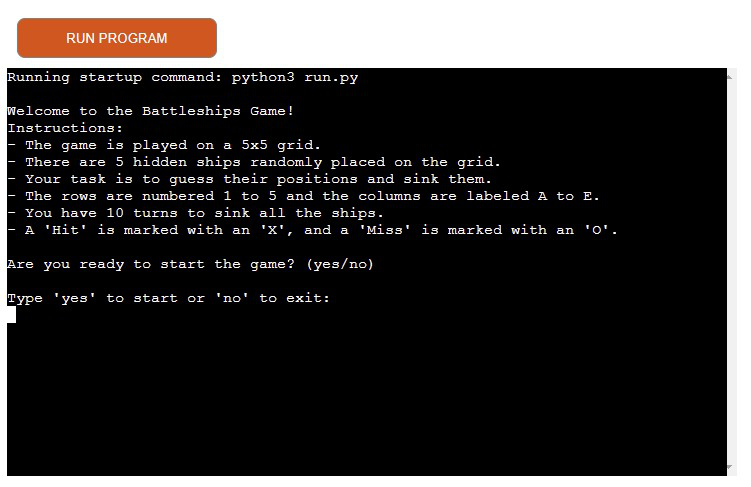 RUN PROGRAM
Running startup command: python3 run.py
Welcome to the Battleships Game!
Instructions:
- The game is played on a 5x5 grid.
- There are 5 hidden ships randomly placed on the grid.
- Your task is to guess their positions and sink them.
- The rows are numbered 1 to 5 and the columns are labeled A to E.
- You have 10 turns to sink all the ships.
- A 'Hit' is marked with an 'X', and a 'Miss' is marked with an 'O'.
Are you ready to start the game? (yes/no)
Type 'yes' to start or 'no' to exit: